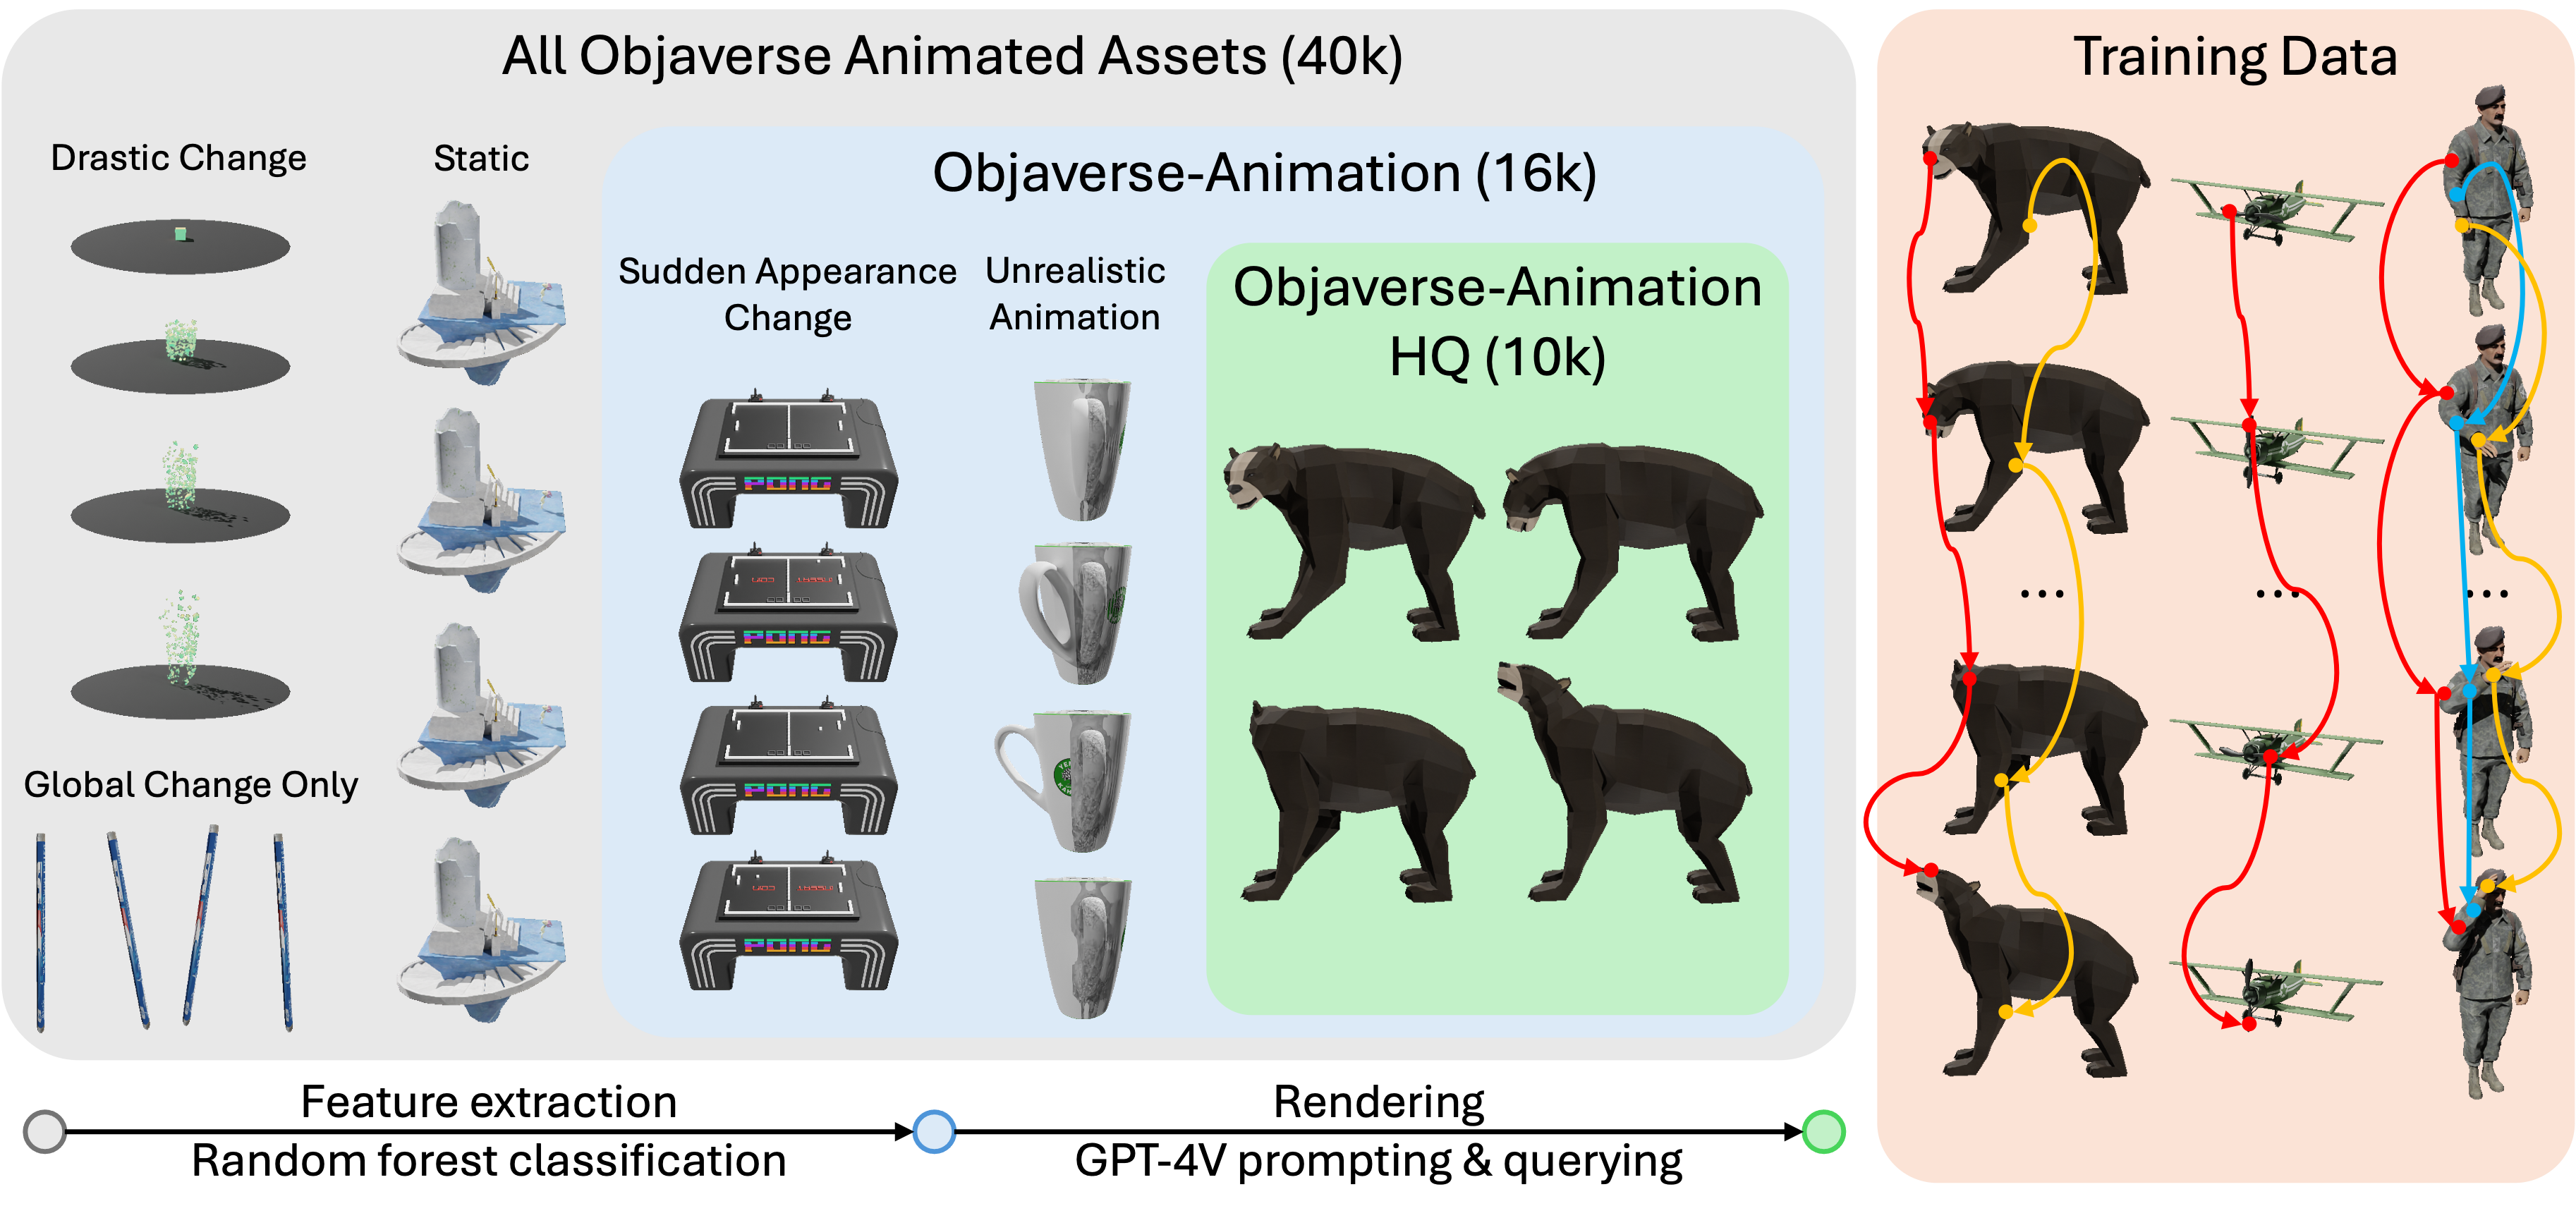 All Objaverse Animated Assets (40k)
Drastic Change
Static
Global Change Only
Objaverse-Animation (16k)
Sudden Appearance
Change
Unrealistic
Animation
PONG
PONG
PONG
PONG
Objaverse-Animation
HQ (10k)
Training Data
...
...
...
Feature extraction
Random forest classification
Rendering
GPT-4V prompting & querying